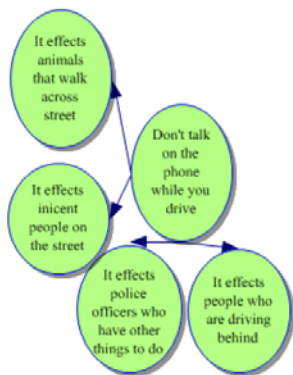 It effects
animals
that walk
across
street
Don't talk
on the
phone
while you
drive
It effects
inicent
people on
the street
It effects
police
officers who
have other
things to do
It effects
people who
are driving
behind